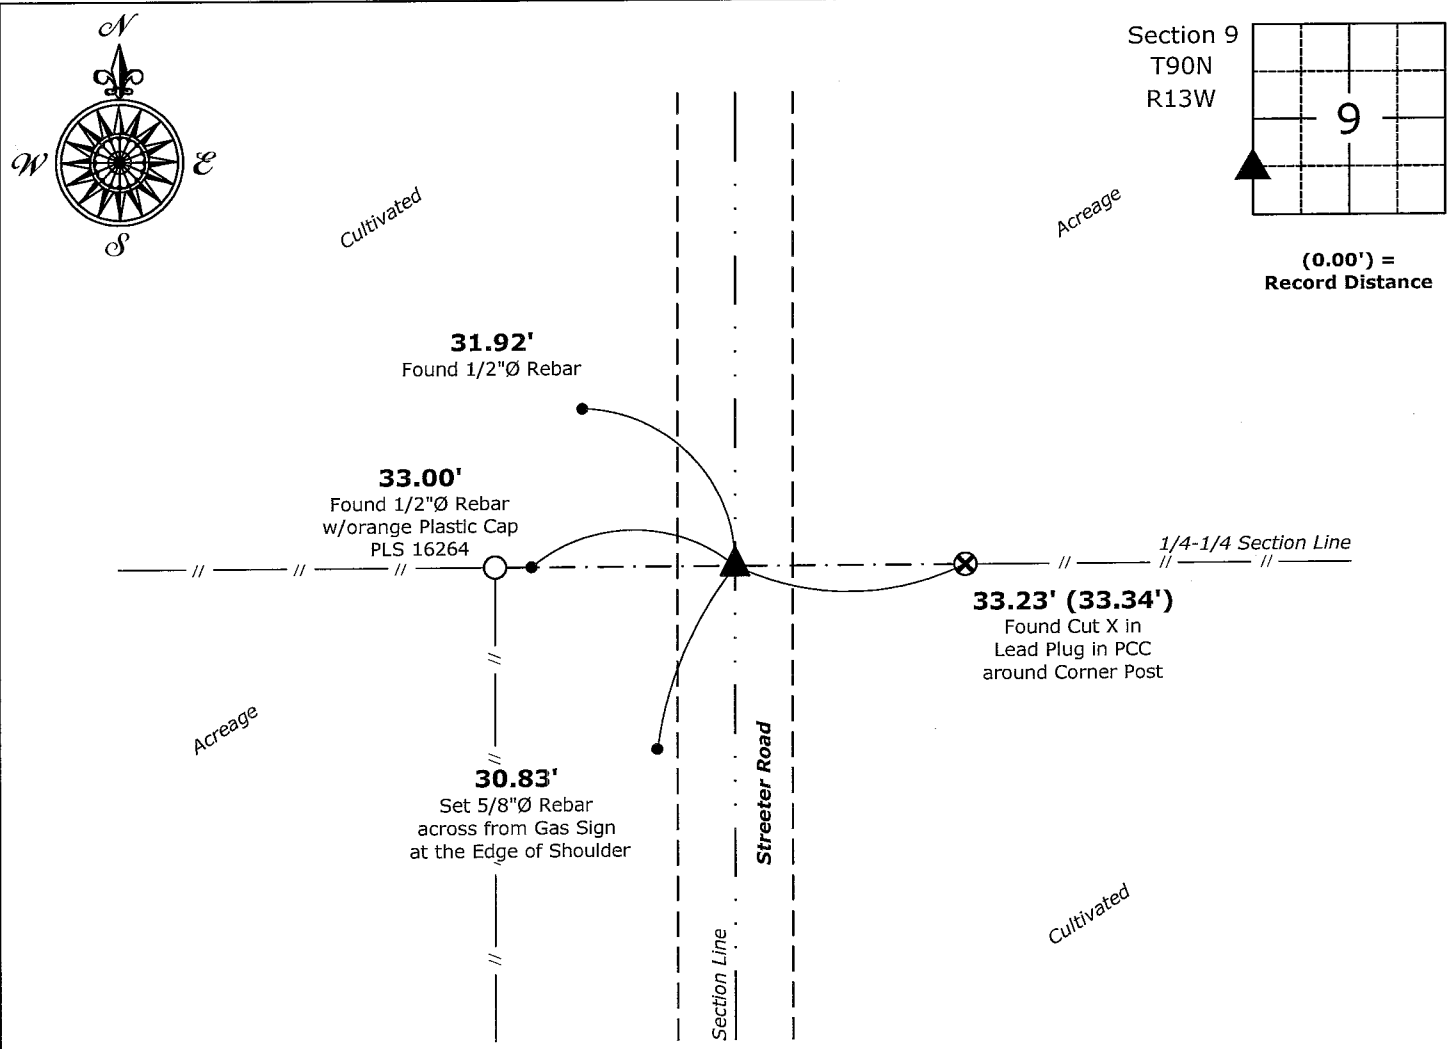 N
W
E
S
Section 9
T90N
R13W
9
(0.00') =
Record Distance
Cultivated
Acreage
31.92'
Found 1/2"Ø Rebar
33.00'
Found 1/2"Ø Rebar
w/orange Plastic Cap
PLS 16264
1/4-1/4 Section Line
33.23' (33.34')
Found Cut X in
Lead Plug in PCC
around Corner Post
Acreage
30.83'
Set 5/8"Ø Rebar
across from Gas Sign
at the Edge of Shoulder
Streeter Road
Section Line
Cultivated